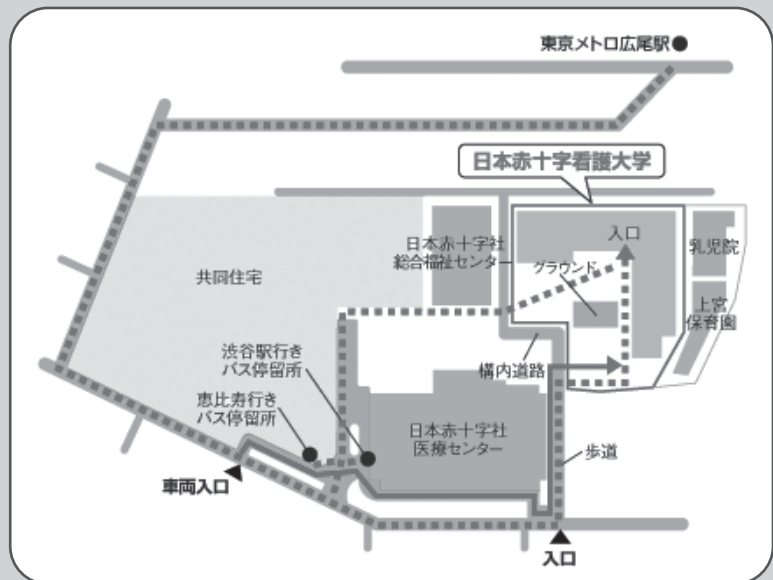 東京メトロ広尾駅
日本赤十字看護大学
入口
乳児院
日本赤十字社
総合福祉センター
グラウンド
共同住宅
上宮
保育園
渋谷駅行き
バス停留所
構内道路
恵比寿行き
バス停留所
日本赤十字社
医療センター
歩道
車両入口
入口